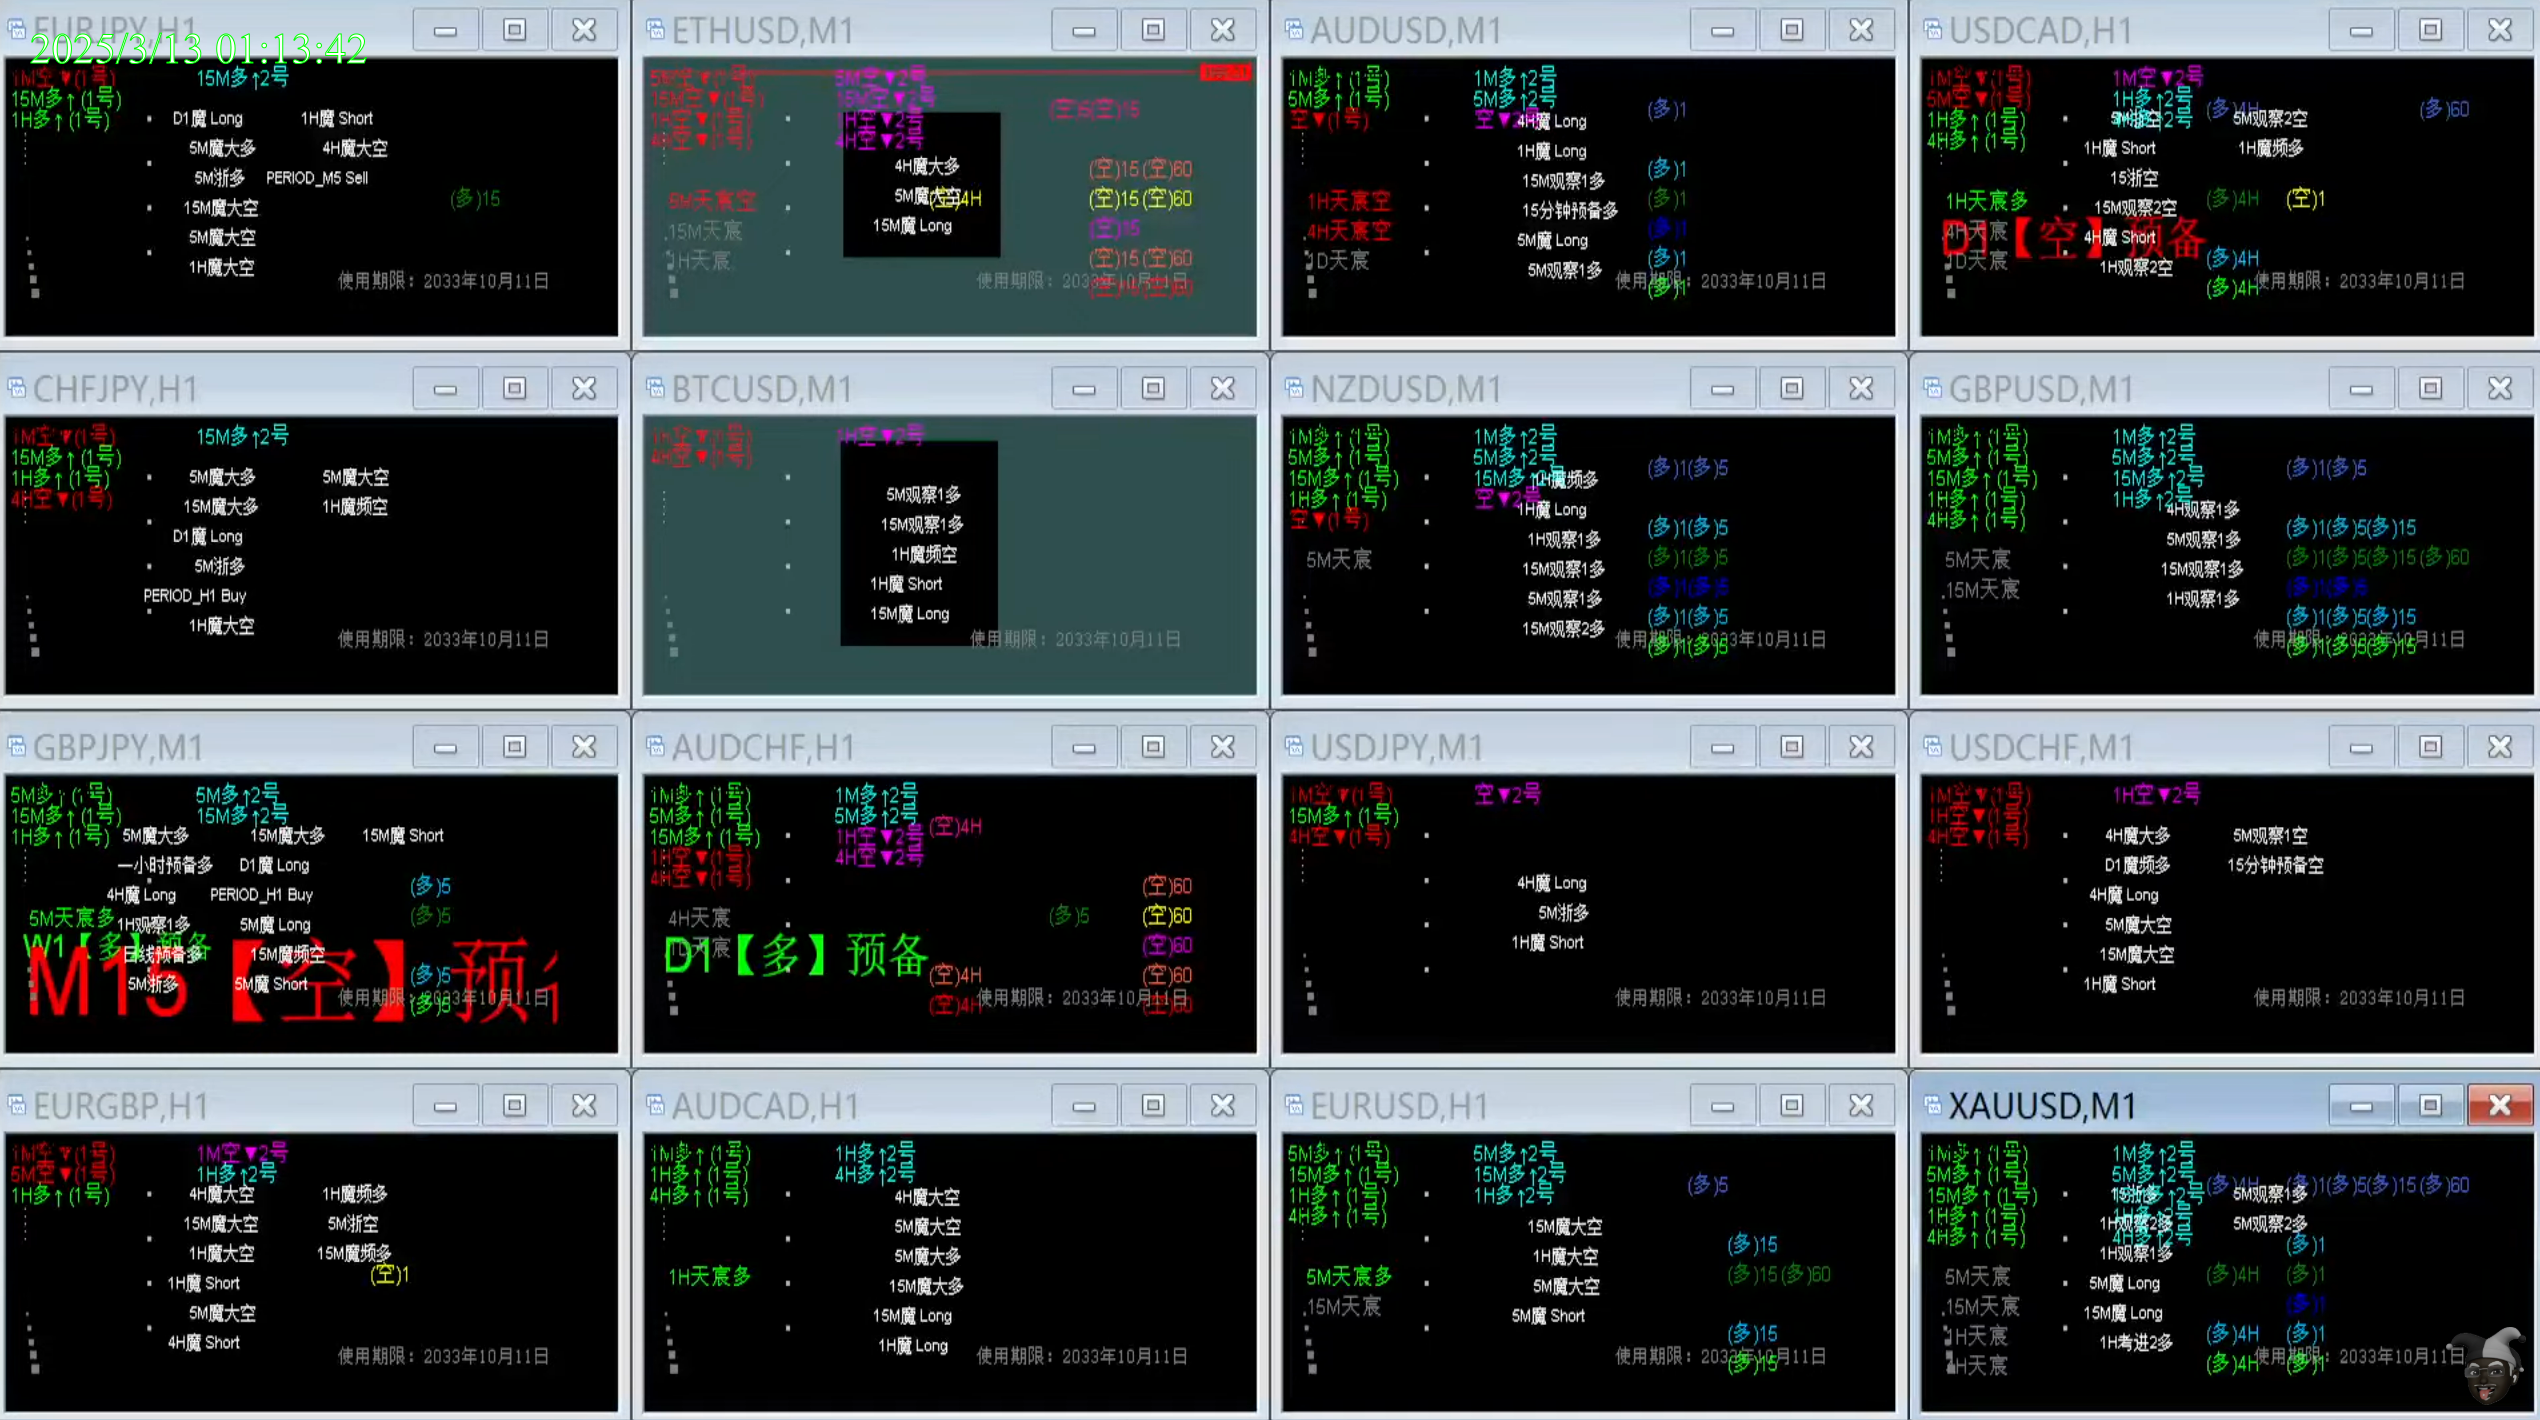 EURJPY,H1
2025/3/13 01:13:42
1M空▼(1号)
15M多↑2号
15M多↑(1号)
1H多↑(1号)
D1魔 Long
1H魔 Short
5M魔大多
4H魔大空
5M浙多
PERIOD_M5 Sell
(多)15
15M魔大空
5M魔大空
1H魔大空
使用期限：2033年10月11日
ETHUSD,M1
5M空▼(1号)
5M空▼2号
15M空▼(1号)
15M空▼2号
1H空▼(1号)
1H空▼2号
4H空▼(1号)
4H空▼2号
(空)5(空)15
4H魔大多
(空)15(空)60
5M天宸空
5M魔大空
(空)4H
(空)15(空)60
15M天宸
15M魔 Long
(空)15
1H天宸
(空)15(空)60
AUDUSD,M1
1M多↑(1号)
1M多↑2号
5M多↑(1号)
5M多↑2号
(多)1
空▼(1号)
空▼2号
4H魔 Long
1H魔 Long
15M观察1多
(多)1
1H天宸空
15分钟预备多
(多)1
4H天宸空
5M魔 Long
(多)1
1D天宸
5M观察1多
(多)1
使用期限：2033年10月11日
(多)1
USDCAD,H1
1M空▼(1号)
1M空▼2号
5M空▼(1号)
1H多↑2号
(多)4H
(多)60
1H多↑(1号)
5M观察2空
4H多↑(1号)
1H魔 Short
1H魔频多
15浙空
1H天宸多
15M观察2空
(多)4H
(空)1
D1【空】预备
4H天宸
4H魔 Short
1D天宸
1H观察2空
(多)4H
(多)4H
使用期限：2033年10月11日
CHFJPY,H1
1M空▼(1号)
15M多↑2号
15M多↑(1号)
1H多↑(1号)
4H空▼(1号)
5M魔大多
5M魔大空
15M魔大多
1H魔频空
D1魔 Long
5M浙多
PERIOD_H1 Buy
1H魔大空
使用期限：2033年10月11日
BTCUSD,M1
1H空▼(1号)
1H空▼2号
4H空▼(1号)
5M观察1多
15M观察1多
1H魔频空
1H魔 Short
15M魔 Long
使用期限：2033年10月11日
NZDUSD,M1
1M多↑(1号)
1M多↑2号
5M多↑(1号)
5M多↑2号
(多)1(多)5
15M多↑(1号)
15M多↑2号
1H多↑(1号)
空▼2号
空▼(1号)
1H魔 Long
1H观察1多
(多)1(多)5
5M天宸
15M观察1多
(多)1(多)5
5M观察1多
(多)1(多)5
15M观察2多
(多)1(多)5
使用期限：2033年10月11日
(多)1(多)5
GBPUSD,M1
1M多↑(1号)
1M多↑2号
5M多↑(1号)
5M多↑2号
(多)1(多)5
15M多↑(1号)
15M多↑2号
1H多↑(1号)
1H多↑2号
4H多↑(1号)
4H观察1多
5M观察1多
(多)1(多)5(多)15
5M天宸
15M观察1多
(多)1(多)5(多)15(多)60
15M天宸
1H观察1多
(多)1(多)5
(多)1(多)5(多)15
(多)1(多)5(多)15
GBPJPY,M1
5M多↑(1号)
5M多↑2号
15M多↑(1号)
15M多↑2号
1H多↑(1号)
5M魔大多
15M魔大多
15M魔 Short
一小时预备多
D1魔 Long
4H魔 Long
PERIOD_H1 Buy
(多)5
5M天宸多
1H观察1多
5M魔 Long
(多)5
W1【多】预备
日线预备多
15M魔频空
M15【空】预
5M浙多
5M魔 Short
(多)5
使用期限：2033年10月11日
(多)5
AUDCHF,H1
1M多↑(1号)
1M多↑2号
5M多↑(1号)
5M多↑2号
(空)4H
15M多↑(1号)
1H空▼2号
1H空▼(1号)
4H空▼2号
4H空▼(1号)
(空)60
4H天宸
(多)5
(空)60
1D天宸
D1【多】预备
(空)60
(空)4H
(空)60
(空)4H
使用期限：2033年10月11日
(空)60
USDJPY,M1
1M空▼(1号)
空▼2号
15M多↑(1号)
4H空▼(1号)
4H魔 Long
5M浙多
1H魔 Short
使用期限：2033年10月11日
USDCHF,M1
1M空▼(1号)
1H空▼2号
1H空▼(1号)
4H空▼(1号)
4H魔大多
5M观察1空
D1魔频多
15分钟预备空
4H魔 Long
5M魔大空
15M魔大空
1H魔 Short
使用期限：2033年10月11日
EURGBP,H1
1M空▼(1号)
1M空▼2号
5M空▼(1号)
1H多↑2号
1H多↑(1号)
4H魔大空
1H魔频多
15M魔大空
5M浙空
1H魔大空
15M魔频多
(空)1
1H魔 Short
5M魔大空
4H魔 Short
使用期限：2033年10月11日
AUDCAD,H1
1M多↑(1号)
1H多↑2号
1H多↑(1号)
4H多↑2号
4H多↑(1号)
4H魔大空
5M魔大空
5M魔大多
1H天宸多
15M魔大多
15M魔 Long
1H魔 Long
使用期限：2033年10月11日
EURUSD,H1
5M多↑(1号)
5M多↑2号
15M多↑(1号)
15M多↑2号
(多)5
1H多↑(1号)
1H多↑2号
4H多↑(1号)
15M魔大空
(多)15
1H魔大空
5M天宸多
5M魔大空
(多)15(多)60
15M天宸
5M魔 Short
(多)15
使用期限：2033年10月11日
(多)15
XAUUSD,M1
1M多↑(1号)
1M多↑2号
5M多↑(1号)
5M多↑2号
(多)4H
(多)1(多)5(多)15(多)60
15M多↑(1号)
5M观察1多
1H多↑(1号)
1H观察2多
5M观察2多
4H多↑(1号)
4H多↑2号
1H观察1多
(多)1
5M天宸
5M魔 Long
(多)4H
(多)1
15M天宸
15M魔 Long
(多)1
1H天宸
1H考进2多
(多)4H
(多)1
4H天宸
(多)4H
使用期限：2033年10月11日
(多)1